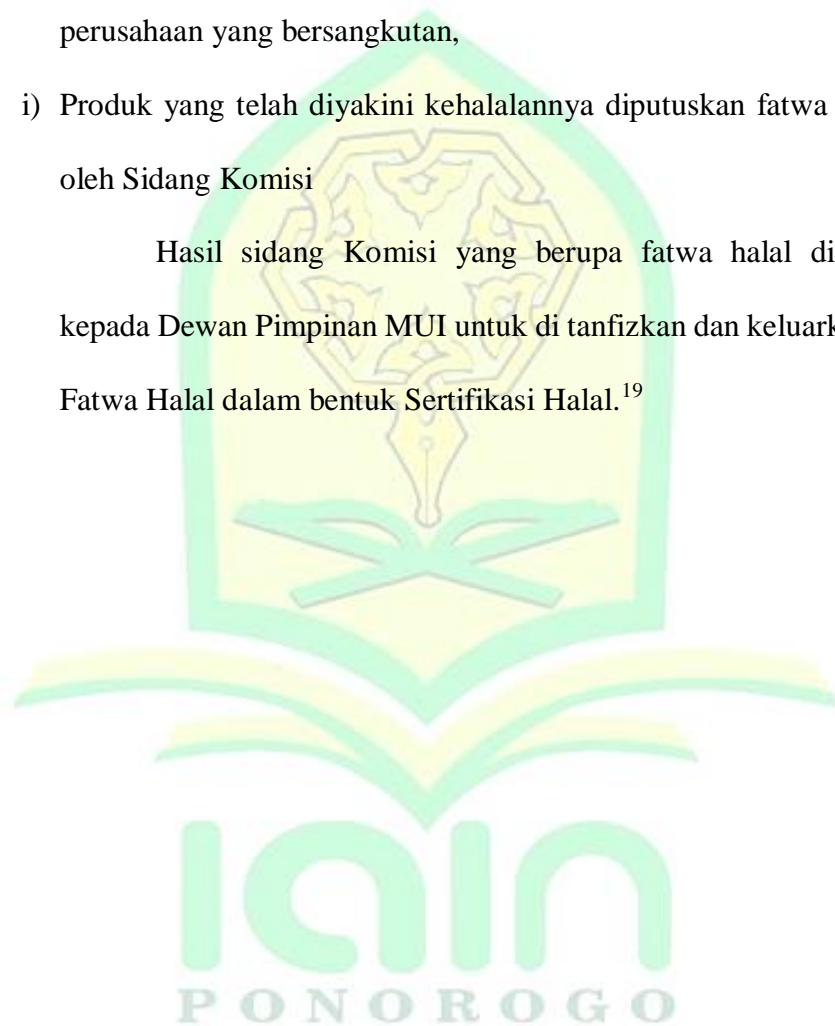 perusahaan yang bersangkutan,
i) Produk yang telah diyakini kehalalannya diputuskan fatwa
oleh Sidang Komisi
Hasil sidang Komisi yang berupa fatwa halal di
kepada Dewan Pimpinan MUI untuk di tanfizkan dan keluark
Fatwa Halal dalam bentuk Sertifikasi Halal.19
iain
PONOROGO